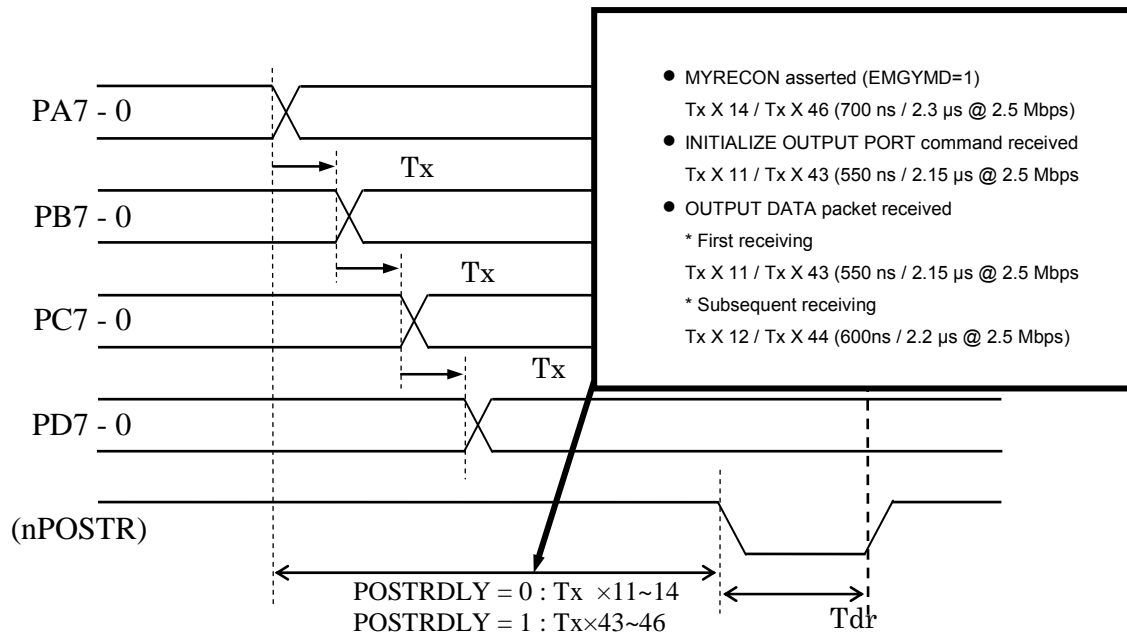 ● MYRECON asserted (EMGYMD=1)
Tx X 14 / Tx X 46 (700 ns / 2.3 µs @ 2.5 Mbps)
● INITIALIZE OUTPUT PORT command received
Tx X 11 / Tx X 43 (550 ns / 2.15 µs @ 2.5 Mbps
● OUTPUT DATA packet received
* First receiving
Tx X 11 / Tx X 43 (550 ns / 2.15 µs @ 2.5 Mbps
* Subsequent receiving
Tx X 12 / Tx X 44 (600ns / 2.2 µs @ 2.5 Mbps)
PA7 - 0
Tx
PB7 - 0
Tx
PC7 - 0
Tx
PD7 - 0
(nPOSTR)
POSTRDLY = 0 : Tx ×11~14
POSTRDLY = 1 : Tx×43~46
Tdr